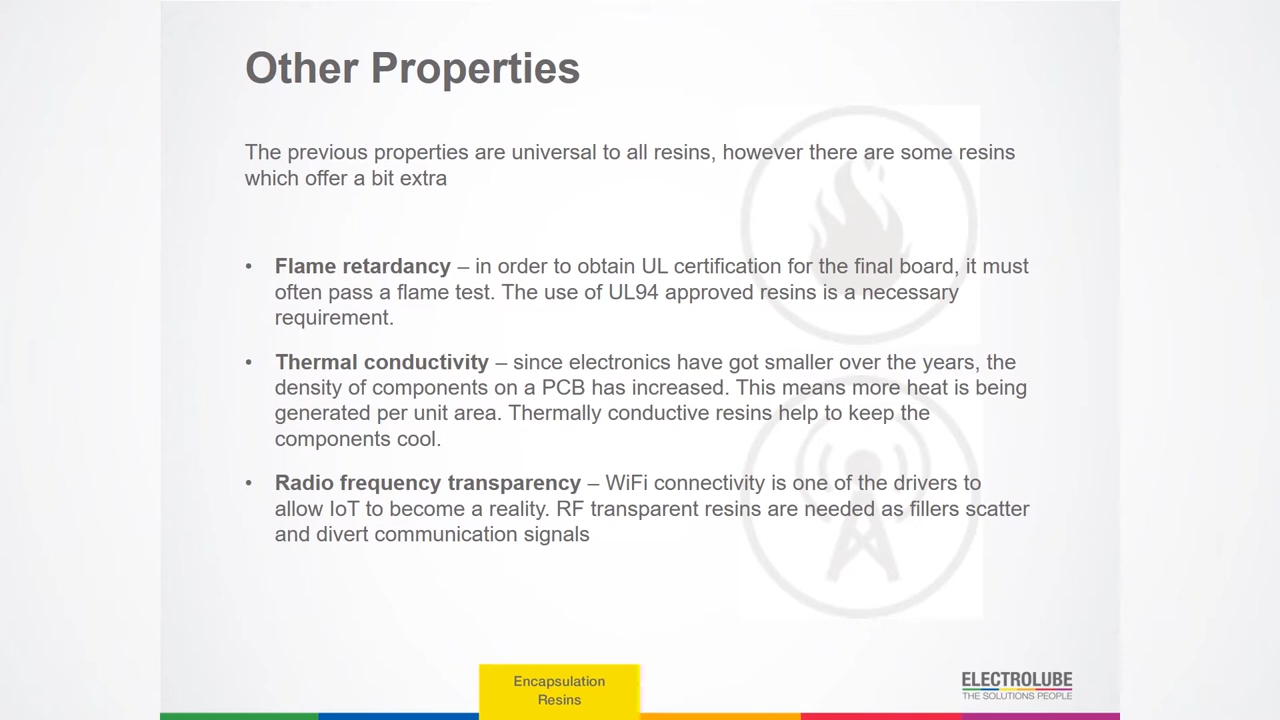 Other Properties
The previous properties are universal to all resins, however there are some resins
which offer a bit extra
• Flame retardancy – in order to obtain UL certification for the final board, it must
often pass a flame test. The use of UL94 approved resins is a necessary
requirement.
• Thermal conductivity – since electronics have got smaller over the years, the
density of components on a PCB has increased. This means more heat is being
generated per unit area. Thermally conductive resins help to keep the
components cool.
• Radio frequency transparency – WiFi connectivity is one of the drivers to
allow IoT to become a reality. RF transparent resins are needed as fillers scatter
and divert communication signals
Encapsulation
Resins
ELECTROLUBE
THE SOLUTIONS PEOPLE